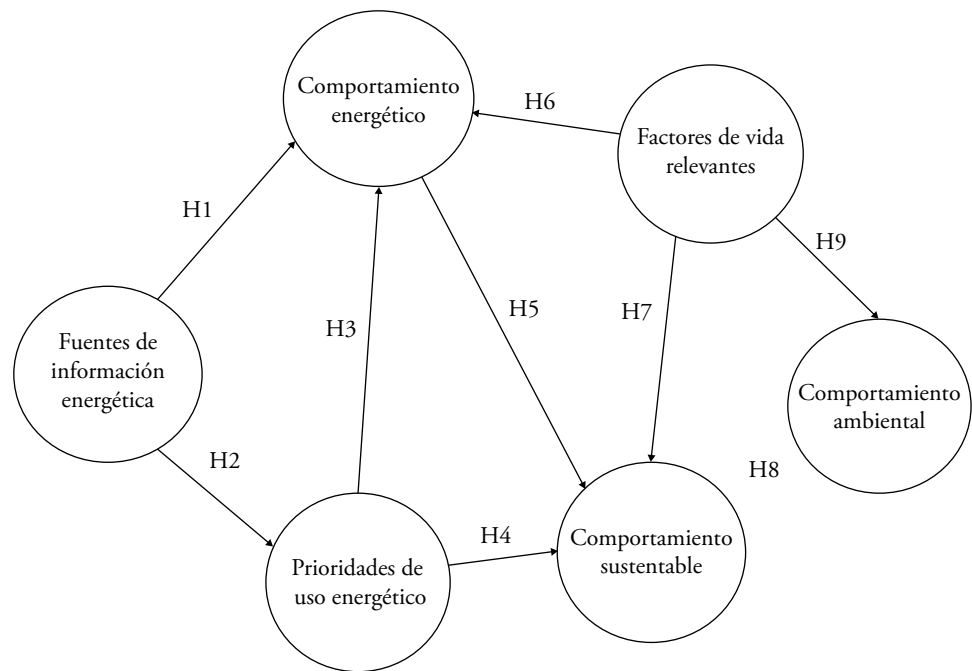 Comportamiento
energético
H6
Factores de vida
relevantes
H1
H9
H3
H5
H7
Fuentes de
información
energética
Comportamiento
ambiental
H2
H8
H4
Comportamiento
sustentable
Prioridades de
uso energético